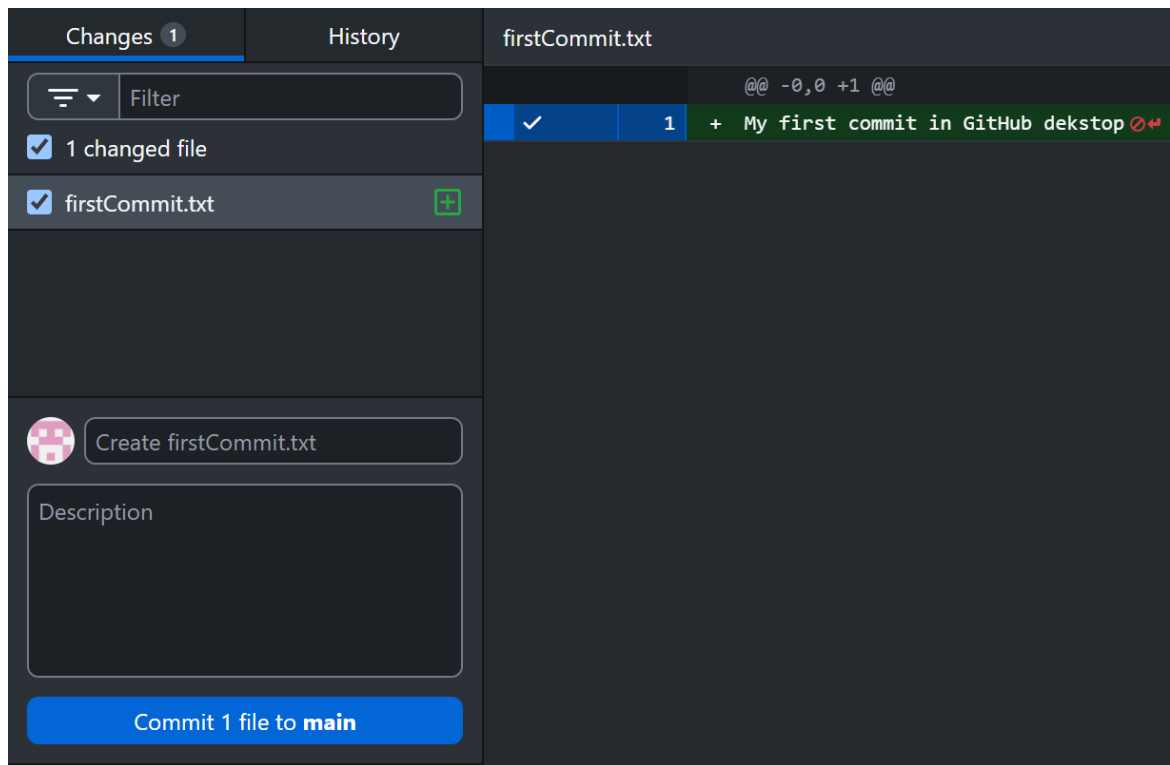 Changes 1
History
Filter
1 changed file
firstCommit.txt
Create firstCommit.txt
Description
Commit 1 file to main
firstCommit.txt
@@ -0,0 +1 @@
1 + My first commit in GitHub dekstop